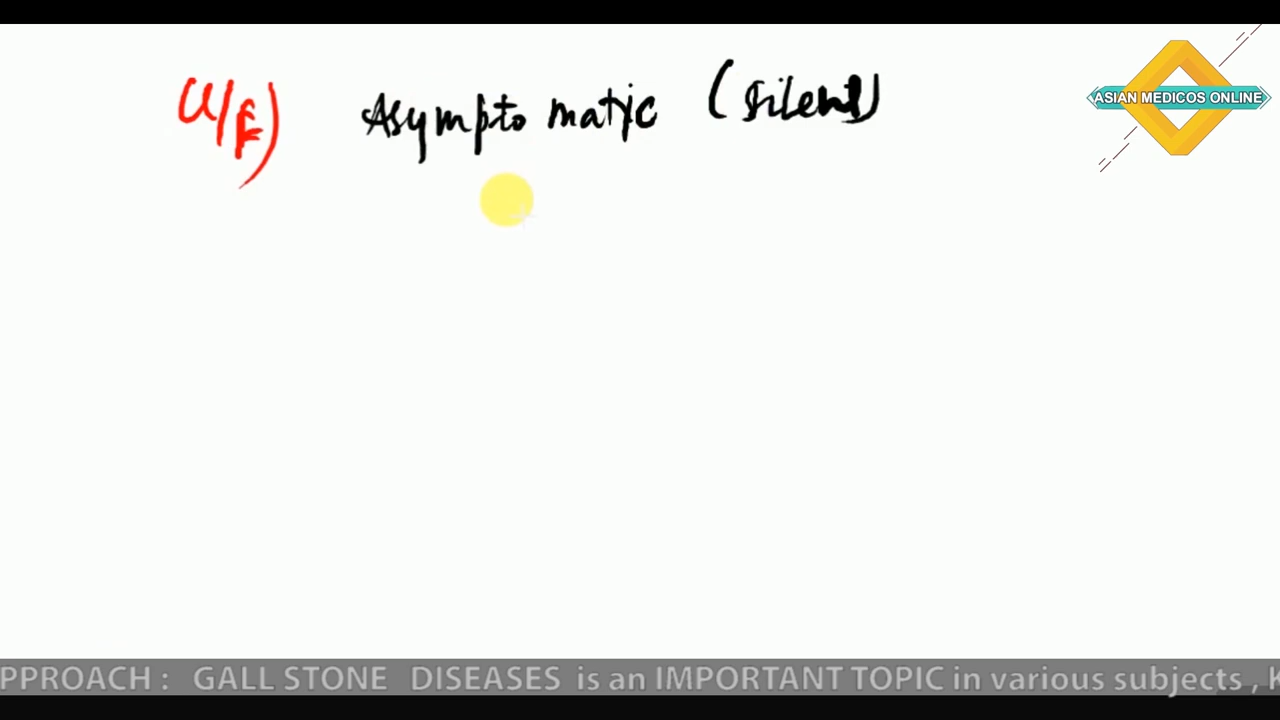 C/F) Asymptomatic (Silent)
ASIAN MEDICOS ONLINE
PPROACH : GALL STONE DISEASES is an IMPORTANT TOPIC in various subjects , K